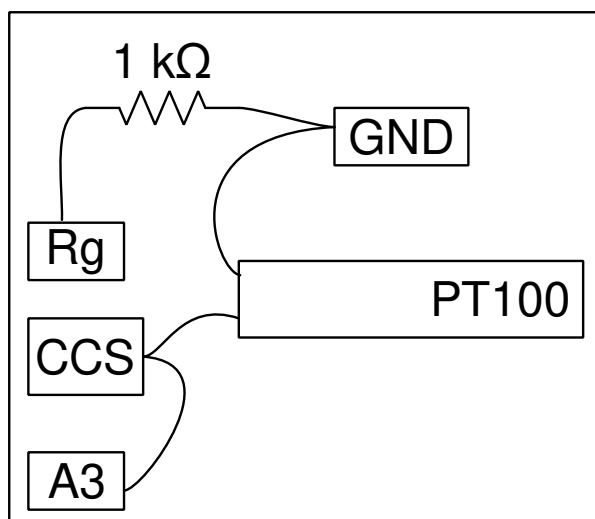 1 kΩ
GND
Rg
PT100
CCS
A3